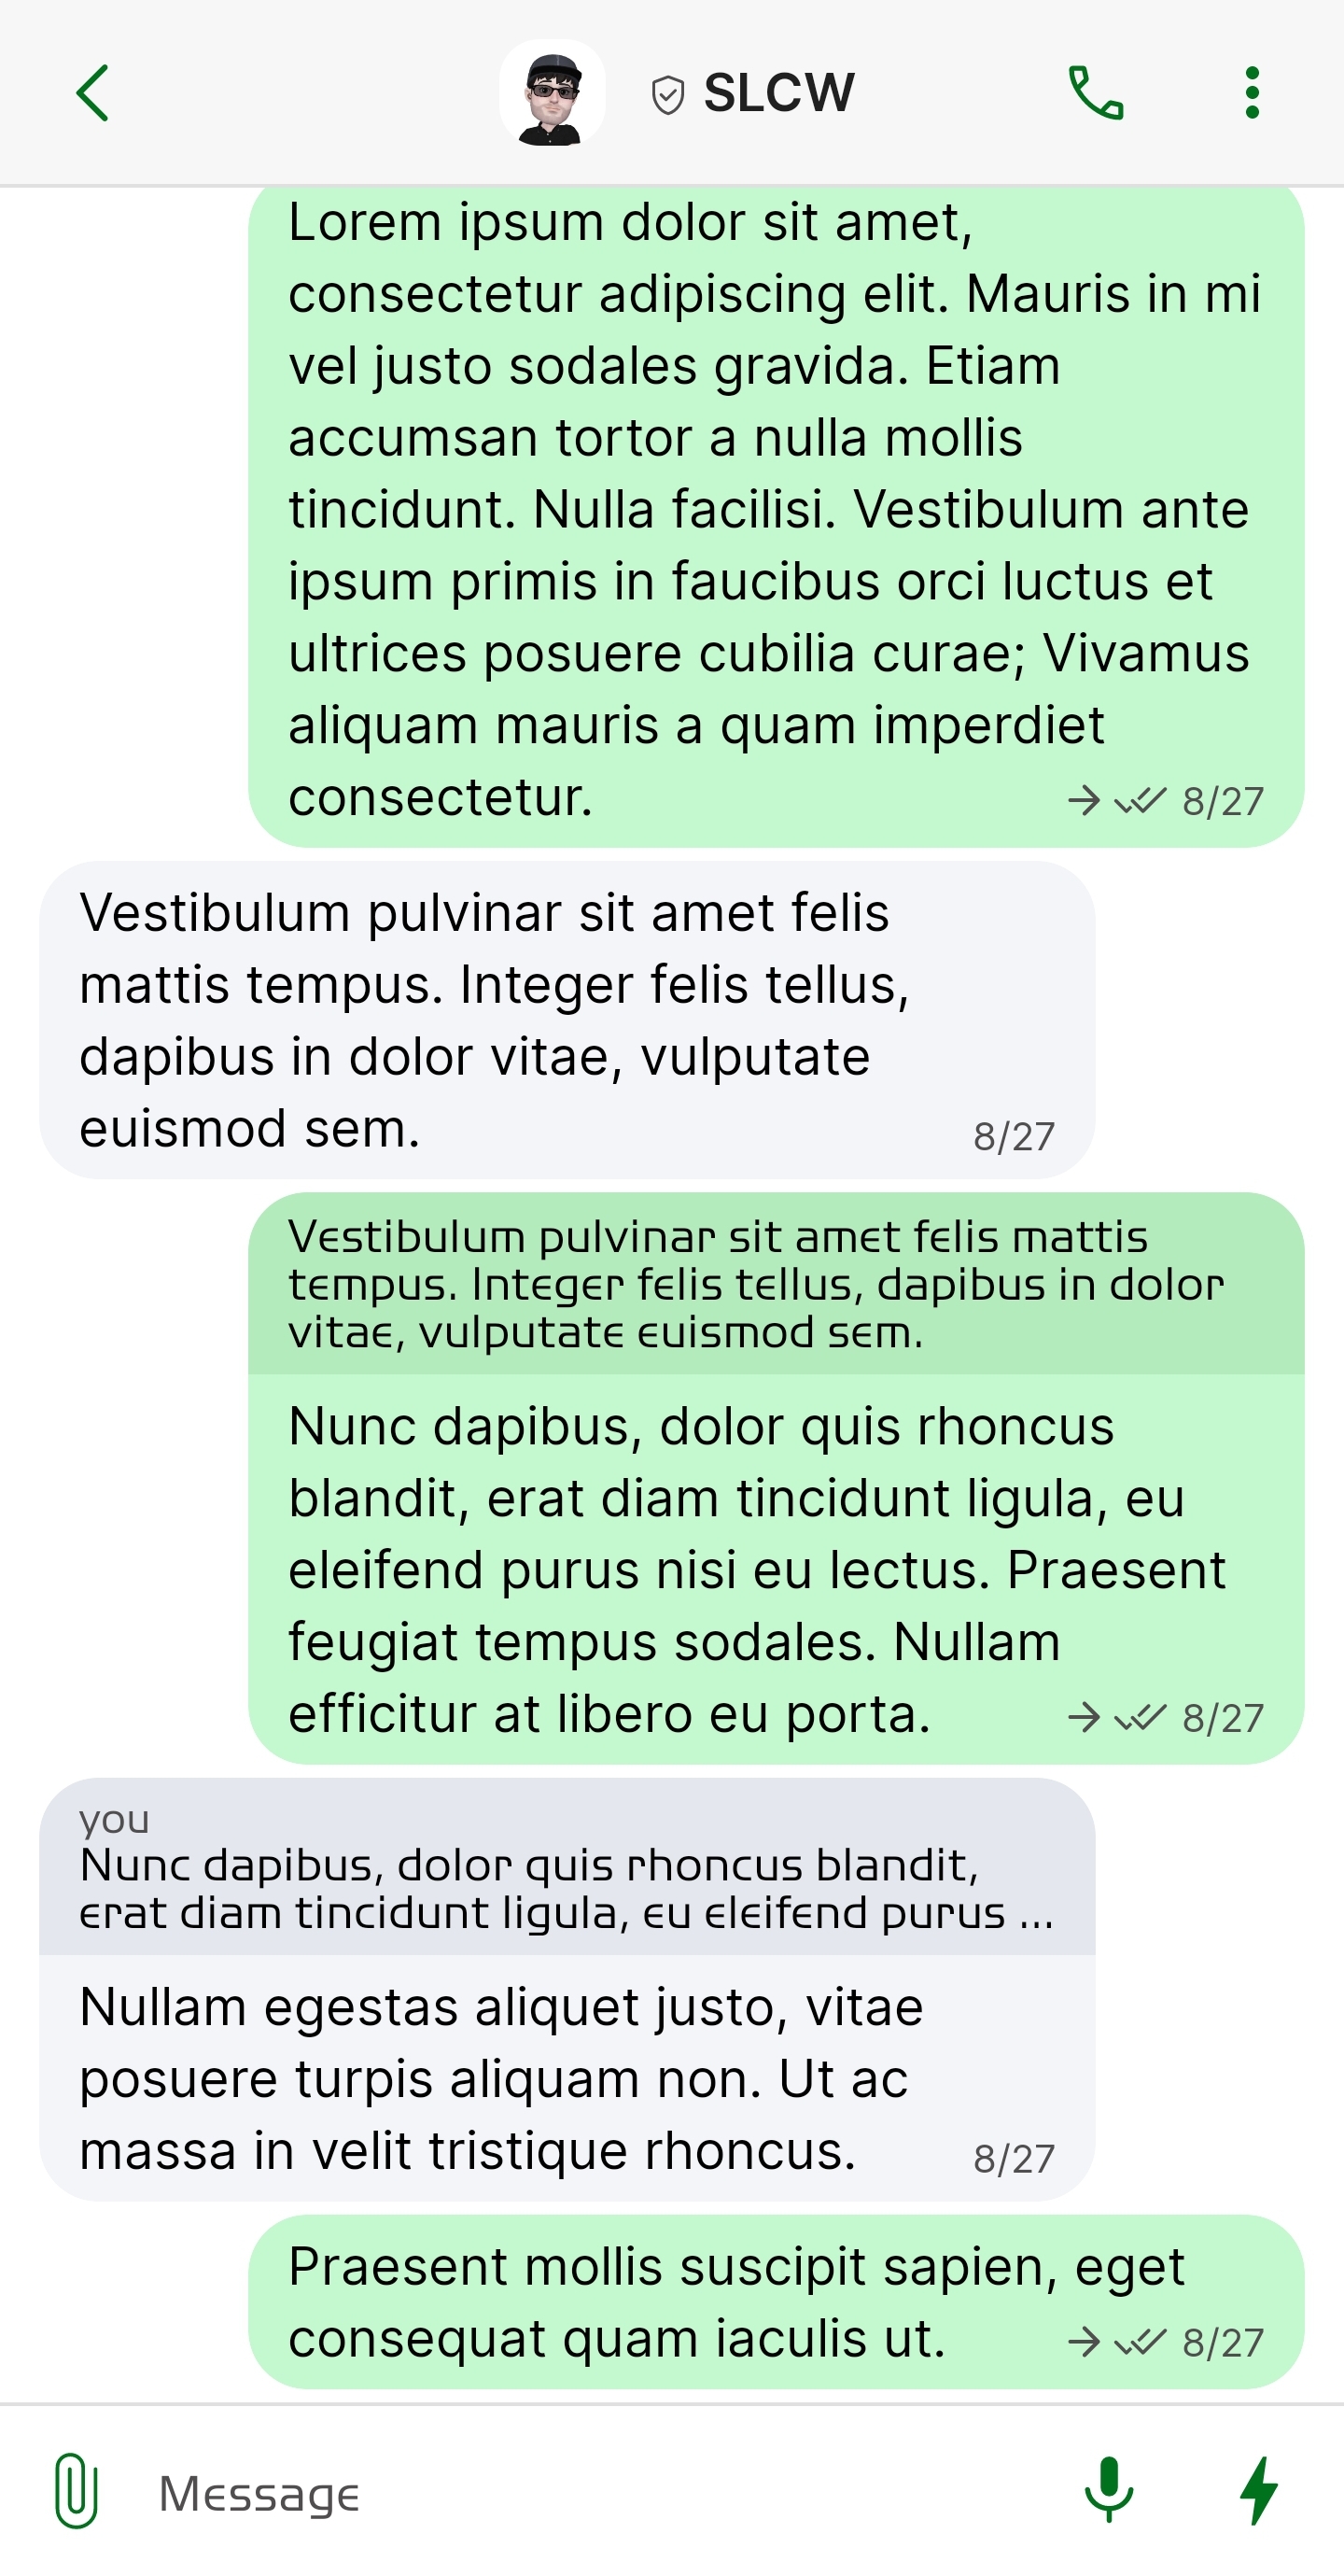 SLCW
Lorem ipsum dolor sit amet,
consectetur adipiscing elit. Mauris in mi
vel justo sodales gravida. Etiam
accumsan tortor a nulla mollis
tincidunt. Nulla facilisi. Vestibulum ante
ipsum primis in faucibus orci luctus et
ultrices posuere cubilia curae; Vivamus
aliquam mauris a quam imperdiet
consectetur. 8/27
Vestibulum pulvinar sit amet felis
mattis tempus. Integer felis tellus,
dapibus in dolor vitae, vulputate
euismod sem. 8/27
Vestibulum pulvinar sit amet felis mattis
tempus. Integer felis tellus, dapibus in dolor
vitae, vulputate euismod sem.
Nunc dapibus, dolor quis rhoncus
blandit, erat diam tincidunt ligula, eu
eleifend purus nisi eu lectus. Praesent
feugiat tempus sodales. Nullam
efficitur at libero eu porta. 8/27
you
Nunc dapibus, dolor quis rhoncus blandit,
erat diam tincidunt ligula, eu eleifend purus ...
Nullam egestas aliquet justo, vitae
posuere turpis aliquam non. Ut ac
massa in velit tristique rhoncus. 8/27
Praesent mollis suscipit sapien, eget
consequat quam iaculis ut. 8/27
Message